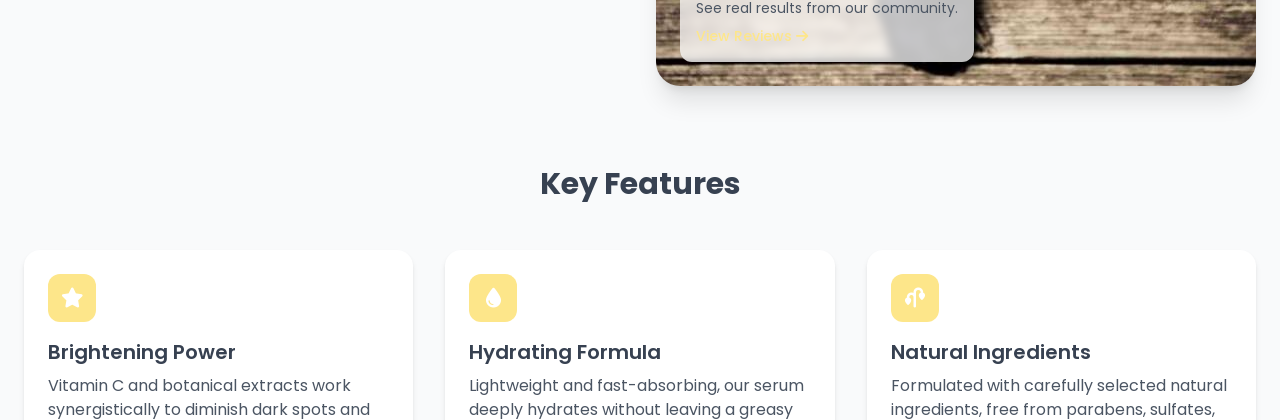 See real results from our community.
View Reviews →
Key Features
Brightening Power
Vitamin C and botanical extracts work
synergistically to diminish dark spots and
Hydrating Formula
Lightweight and fast-absorbing, our serum
deeply hydrates without leaving a greasy
Natural Ingredients
Formulated with carefully selected natural
ingredients, free from parabens, sulfates,